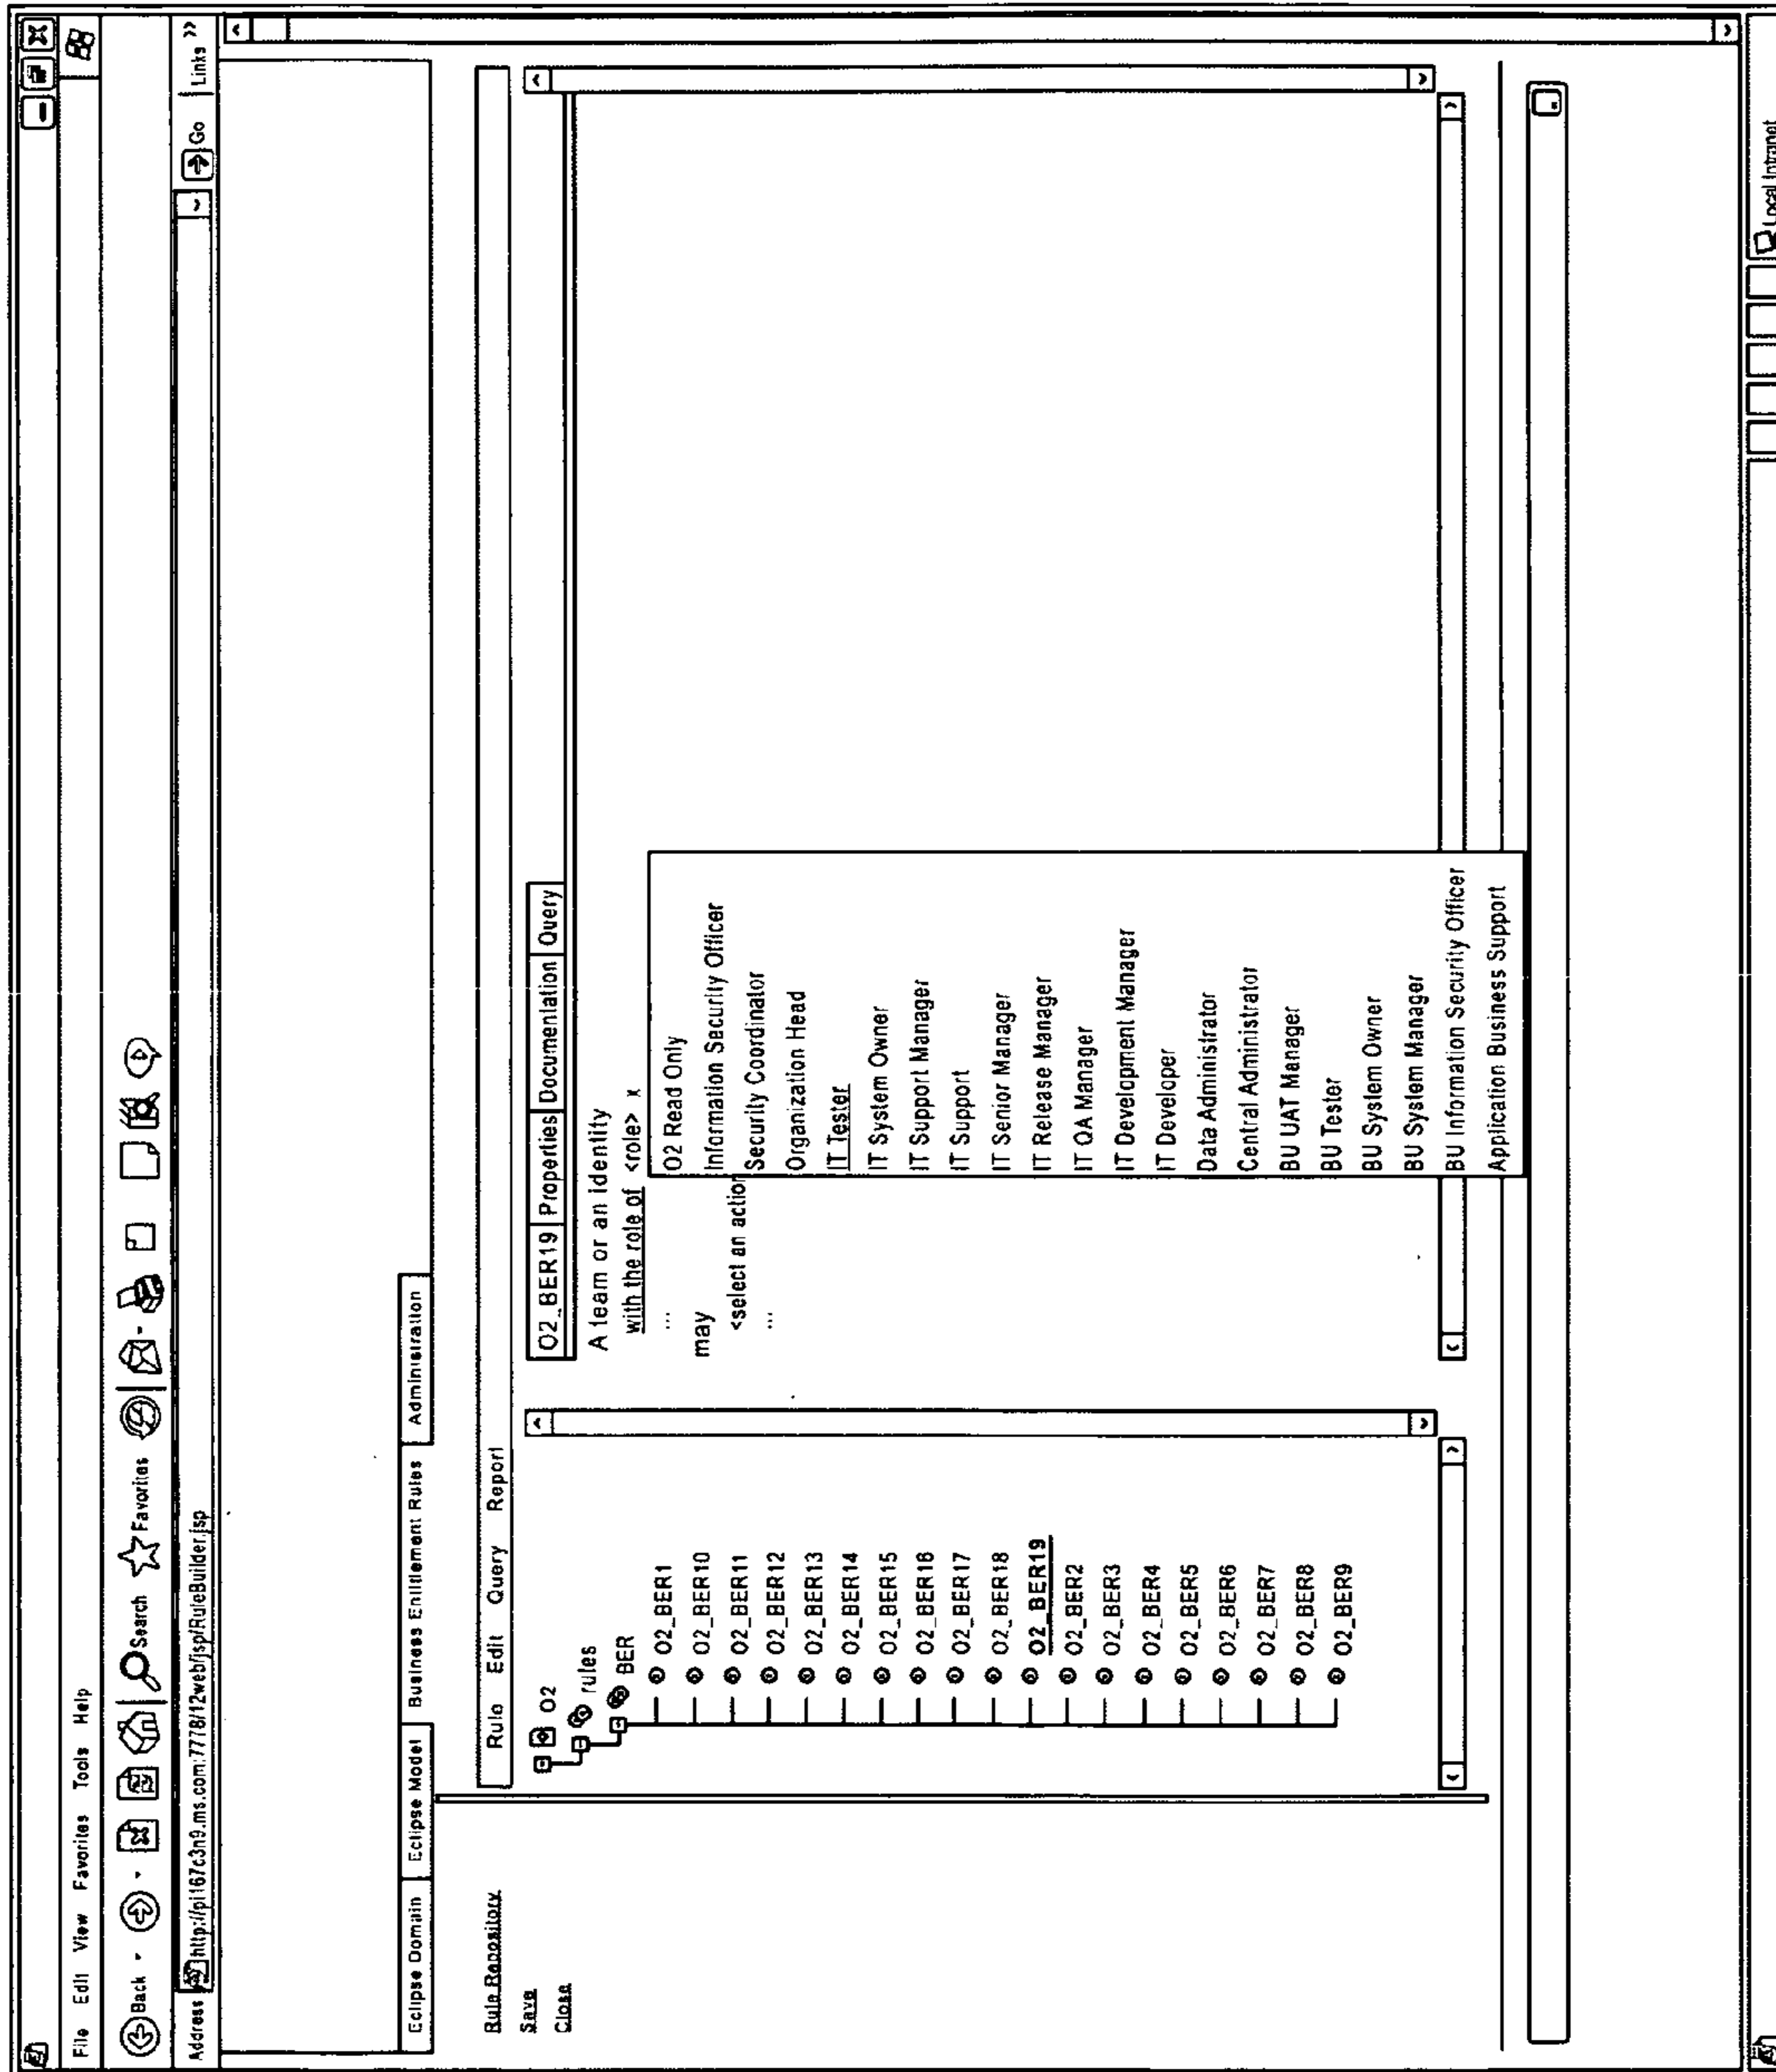 File Edit View Favorites Tools Help
Back Search Favorites
Address http://pi167c3n9.ms.com:7778/12web/jsp/RuleBuilder.jsp Go Links »
Eclipse Domain Eclipse Model Business Entitlement Rules Administration
Rule Repository
Save
Close
Rule Edit Query Report
O2
rules
BER
O2_BER1
O2_BER10
O2_BER11
O2_BER12
O2_BER13
O2_BER14
O2_BER15
O2_BER16
O2_BER17
O2_BER18
O2_BER19
O2_BER2
O2_BER3
O2_BER4
O2_BER5
O2_BER6
O2_BER7
O2_BER8
O2_BER9
O2_BER19 Properties Documentation Query
A team or an identity
with the role of <role> x
...
may
<select an action
...
O2 Read Only
Information Security Officer
Security Coordinator
Organization Head
IT Tester
IT System Owner
IT Support Manager
IT Support
IT Senior Manager
IT Release Manager
IT QA Manager
IT Development Manager
IT Developer
Data Administrator
Central Administrator
BU UAT Manager
BU Tester
BU System Owner
BU System Manager
BU Information Security Officer
Application Business Support
Local Intranet